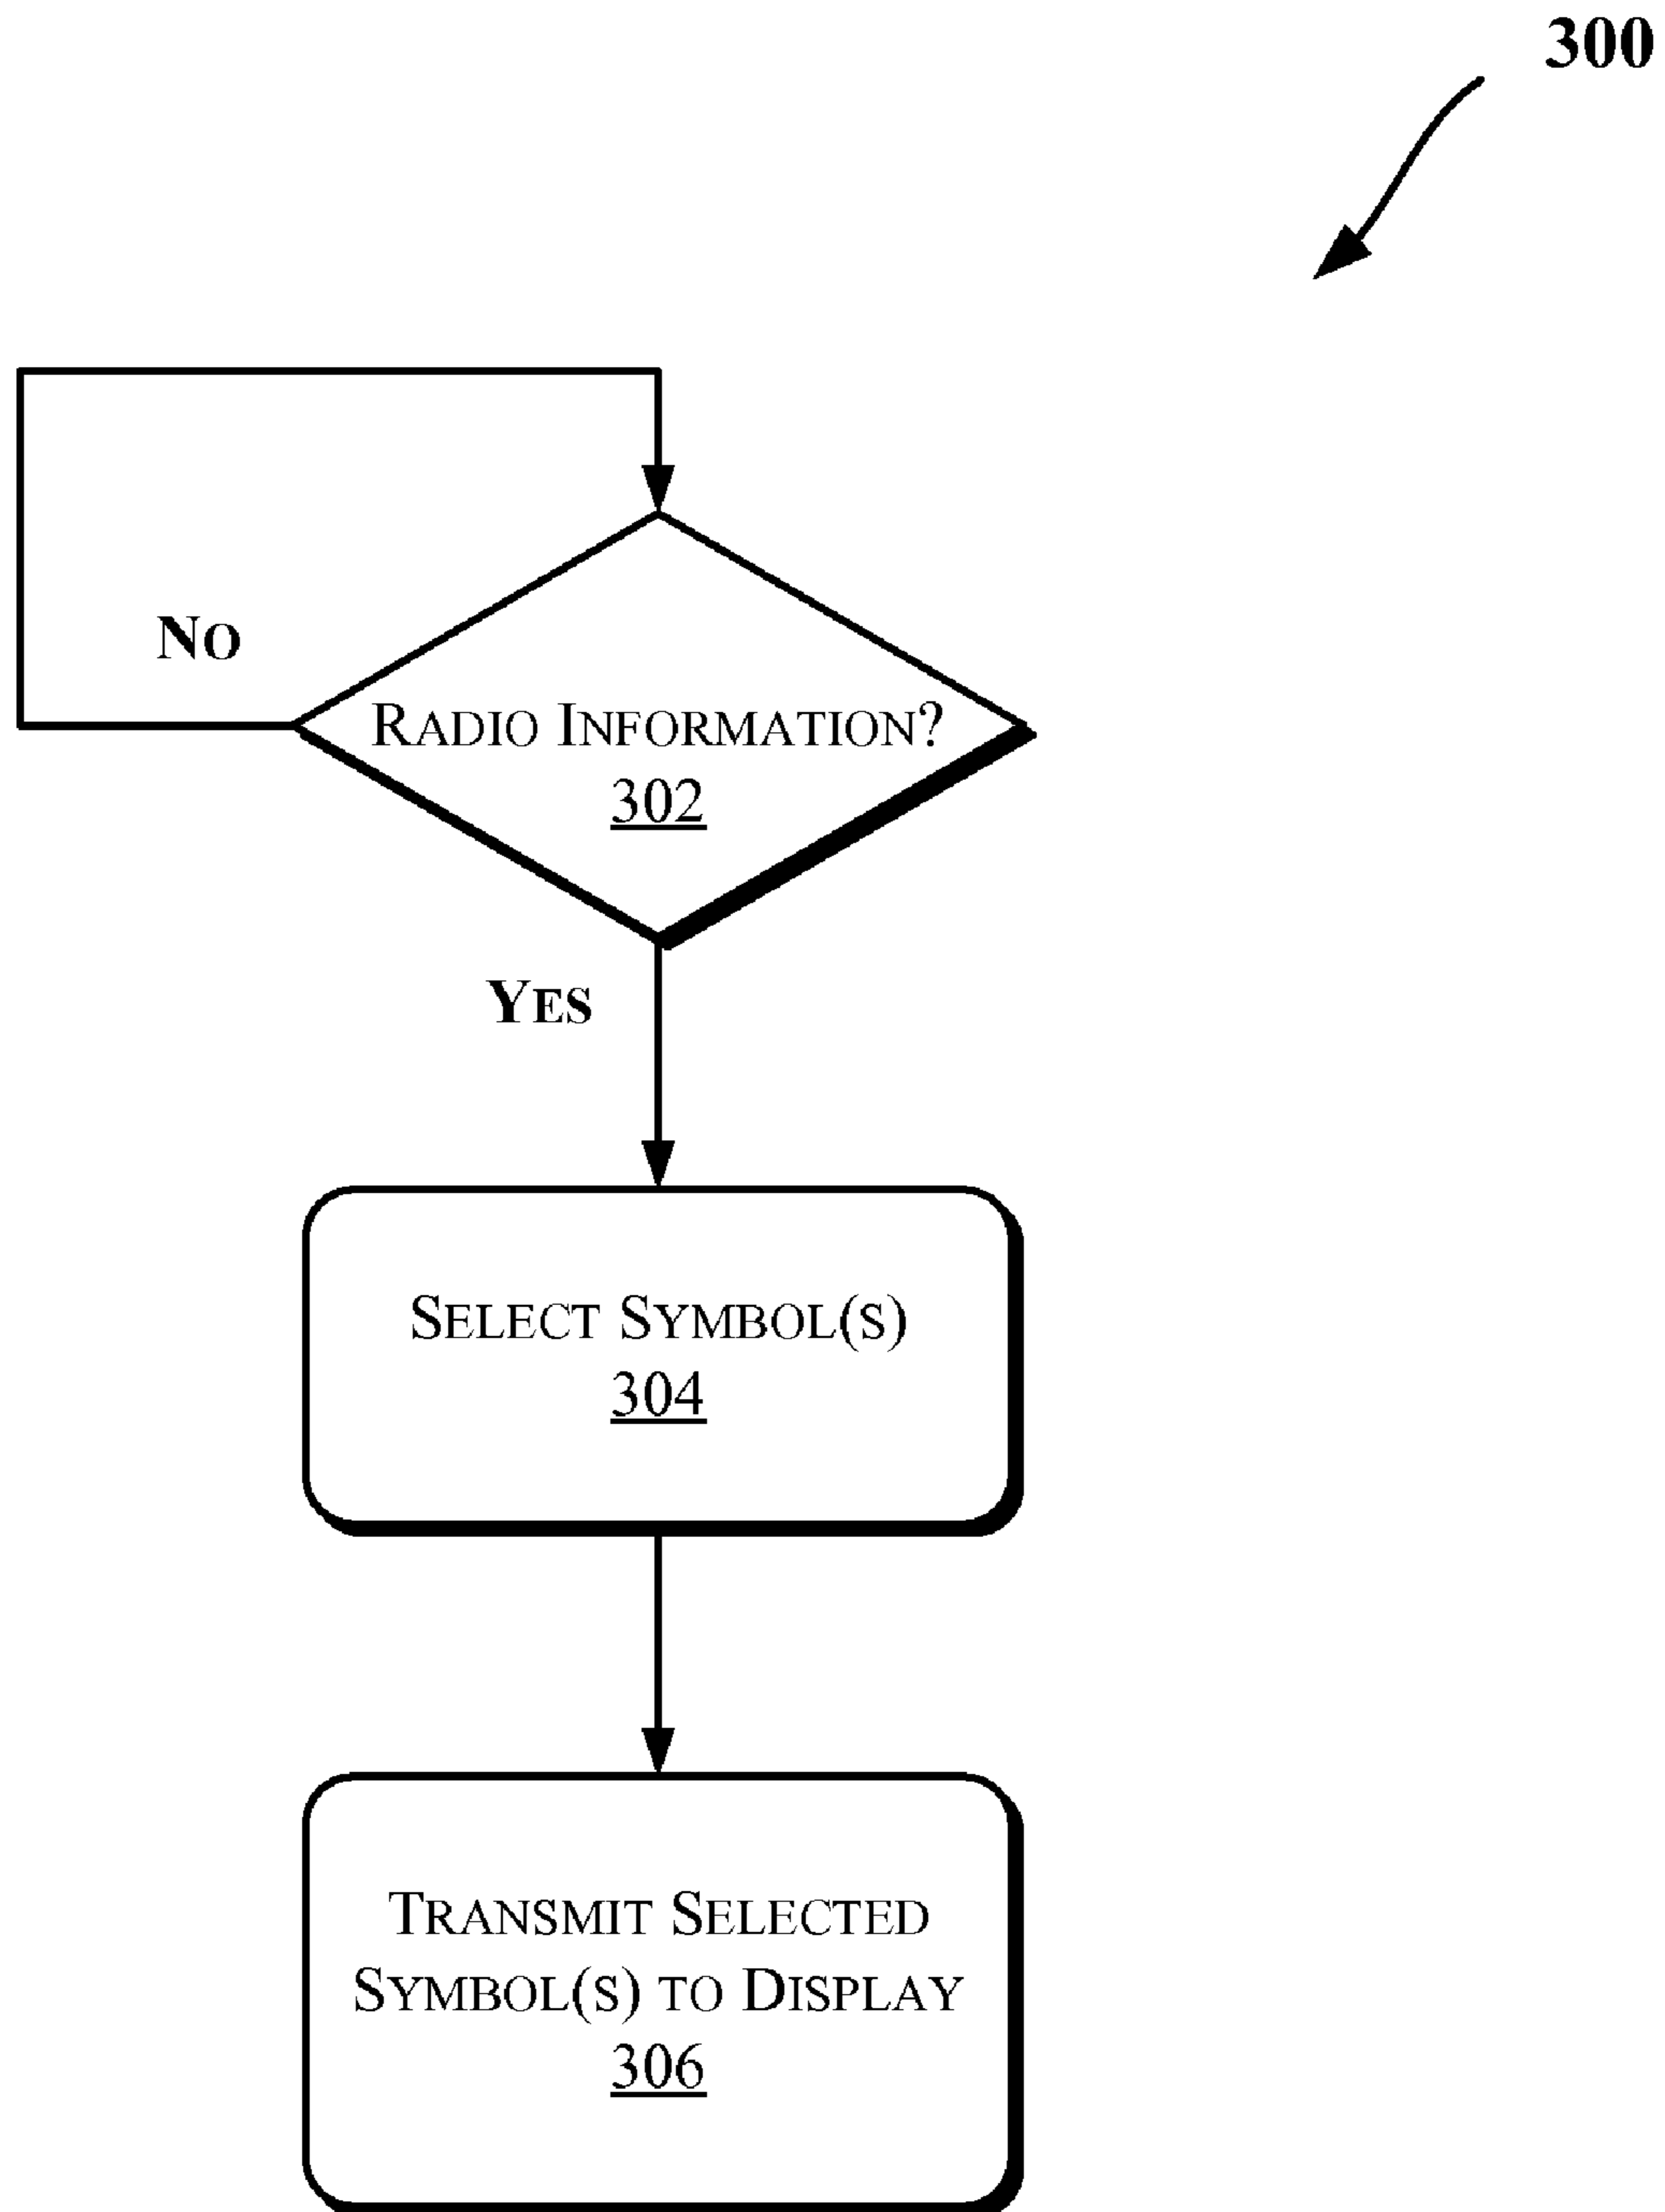 300
No
Radio Information?
302
Yes
Select Symbol(s)
304
Transmit Selected
Symbol(s) to Display
306